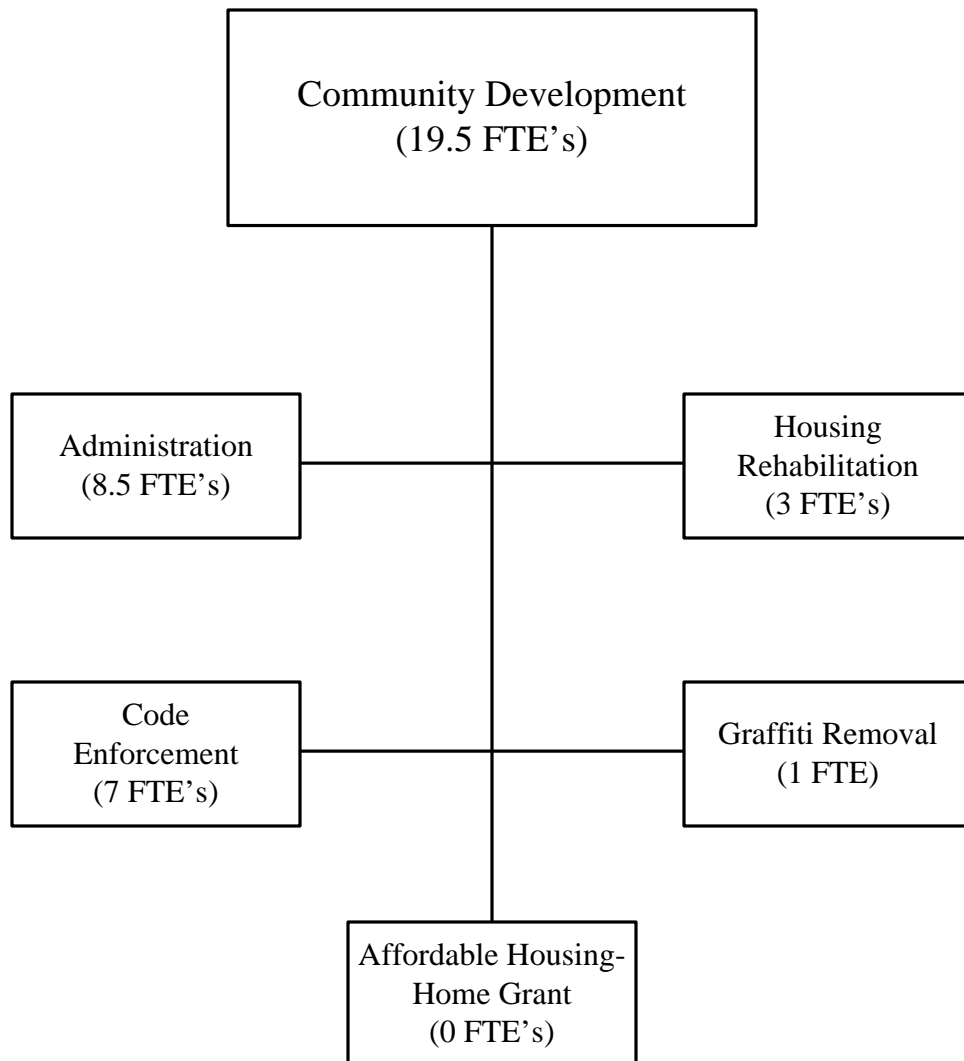 Community Development
(19.5 FTE’s)
Administration
(8.5 FTE’s)
Housing
Rehabilitation
(3 FTE’s)
Code
Enforcement
(7 FTE’s)
Graffiti Removal
(1 FTE)
Affordable Housing-
Home Grant
(0 FTE’s)